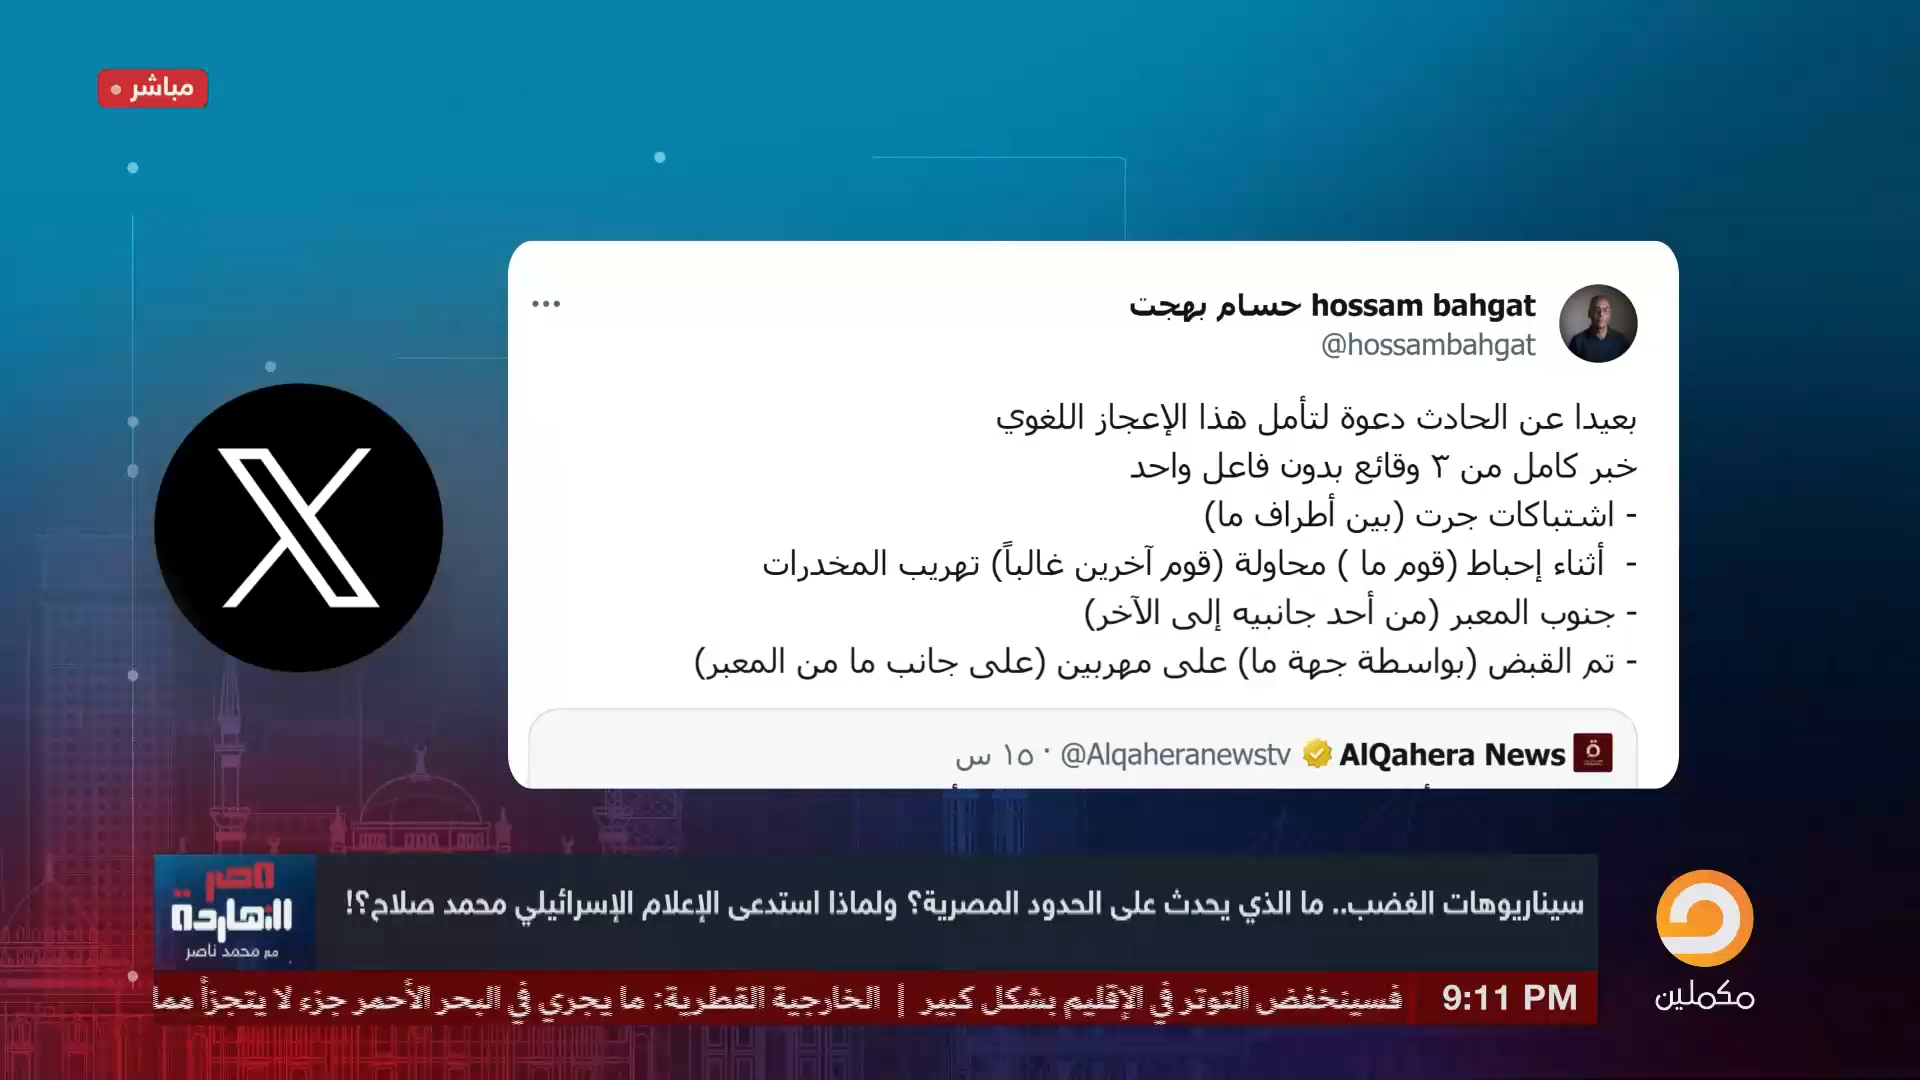 مباشر
hossam bahgat حسام بهجت
@hossambahgat
بعيدا عن الحادث دعوة لتأمل هذا الإعجاز اللغوي
خبر كامل من ٣ وقائع بدون فاعل واحد
- اشتباكات جرت (بين أطراف ما)
- أثناء إحباط (قوم ما ) محاولة (قوم آخرين غالباً) تهريب المخدرات
- جنوب المعبر (من أحد جانبيه إلى الآخر)
- تم القبض (بواسطة جهة ما) على مهربين (على جانب ما من المعبر)
AlQahera News @Alqaheranewstv · ١٥ س
سيناريوهات الغضب.. ما الذي يحدث على الحدود المصرية؟ ولماذا استدعى الإعلام الإسرائيلي محمد صلاح؟!
مصر
النهاردة
مع محمد ناصر
9:11 PM
فسينخفض التوتر في الإقليم بشكل كبير | الخارجية القطرية: ما يجري في البحر الأحمر جزء لا يتجزأ مما
مكملين